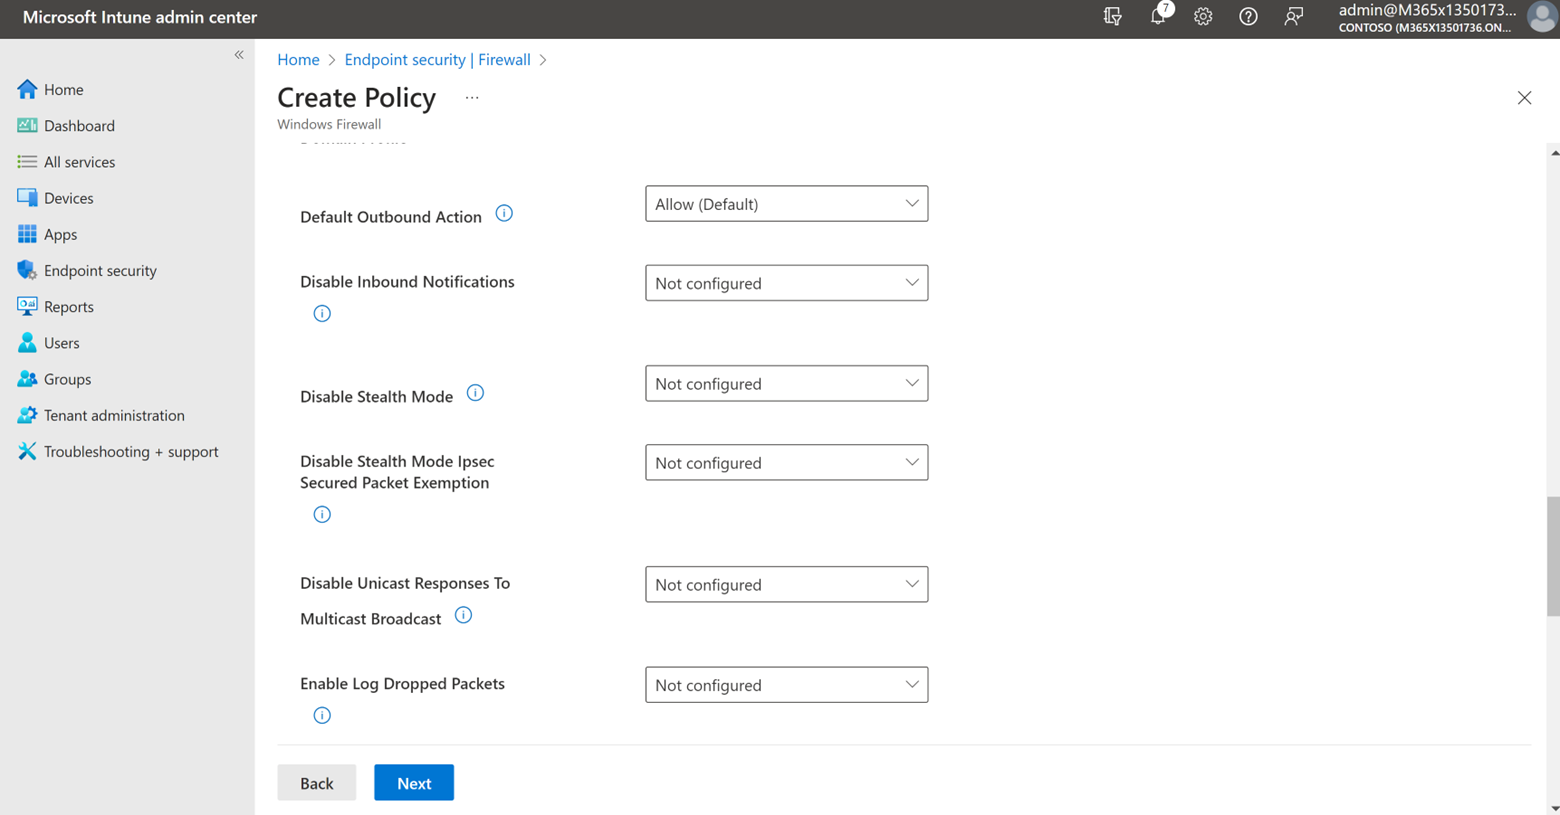 Microsoft Intune admin center
7
admin@M365x1350173...
CONTOSO (M365X13501736.ON...
«
Home
Dashboard
All services
Devices
Apps
Endpoint security
Reports
Users
Groups
Tenant administration
Troubleshooting + support
Home > Endpoint security | Firewall >
Create Policy ...
Windows Firewall
Default Outbound Action
Allow (Default)
Disable Inbound Notifications
Not configured
Disable Stealth Mode
Not configured
Disable Stealth Mode Ipsec
Secured Packet Exemption
Not configured
Disable Unicast Responses To
Multicast Broadcast
Not configured
Enable Log Dropped Packets
Not configured
Back
Next